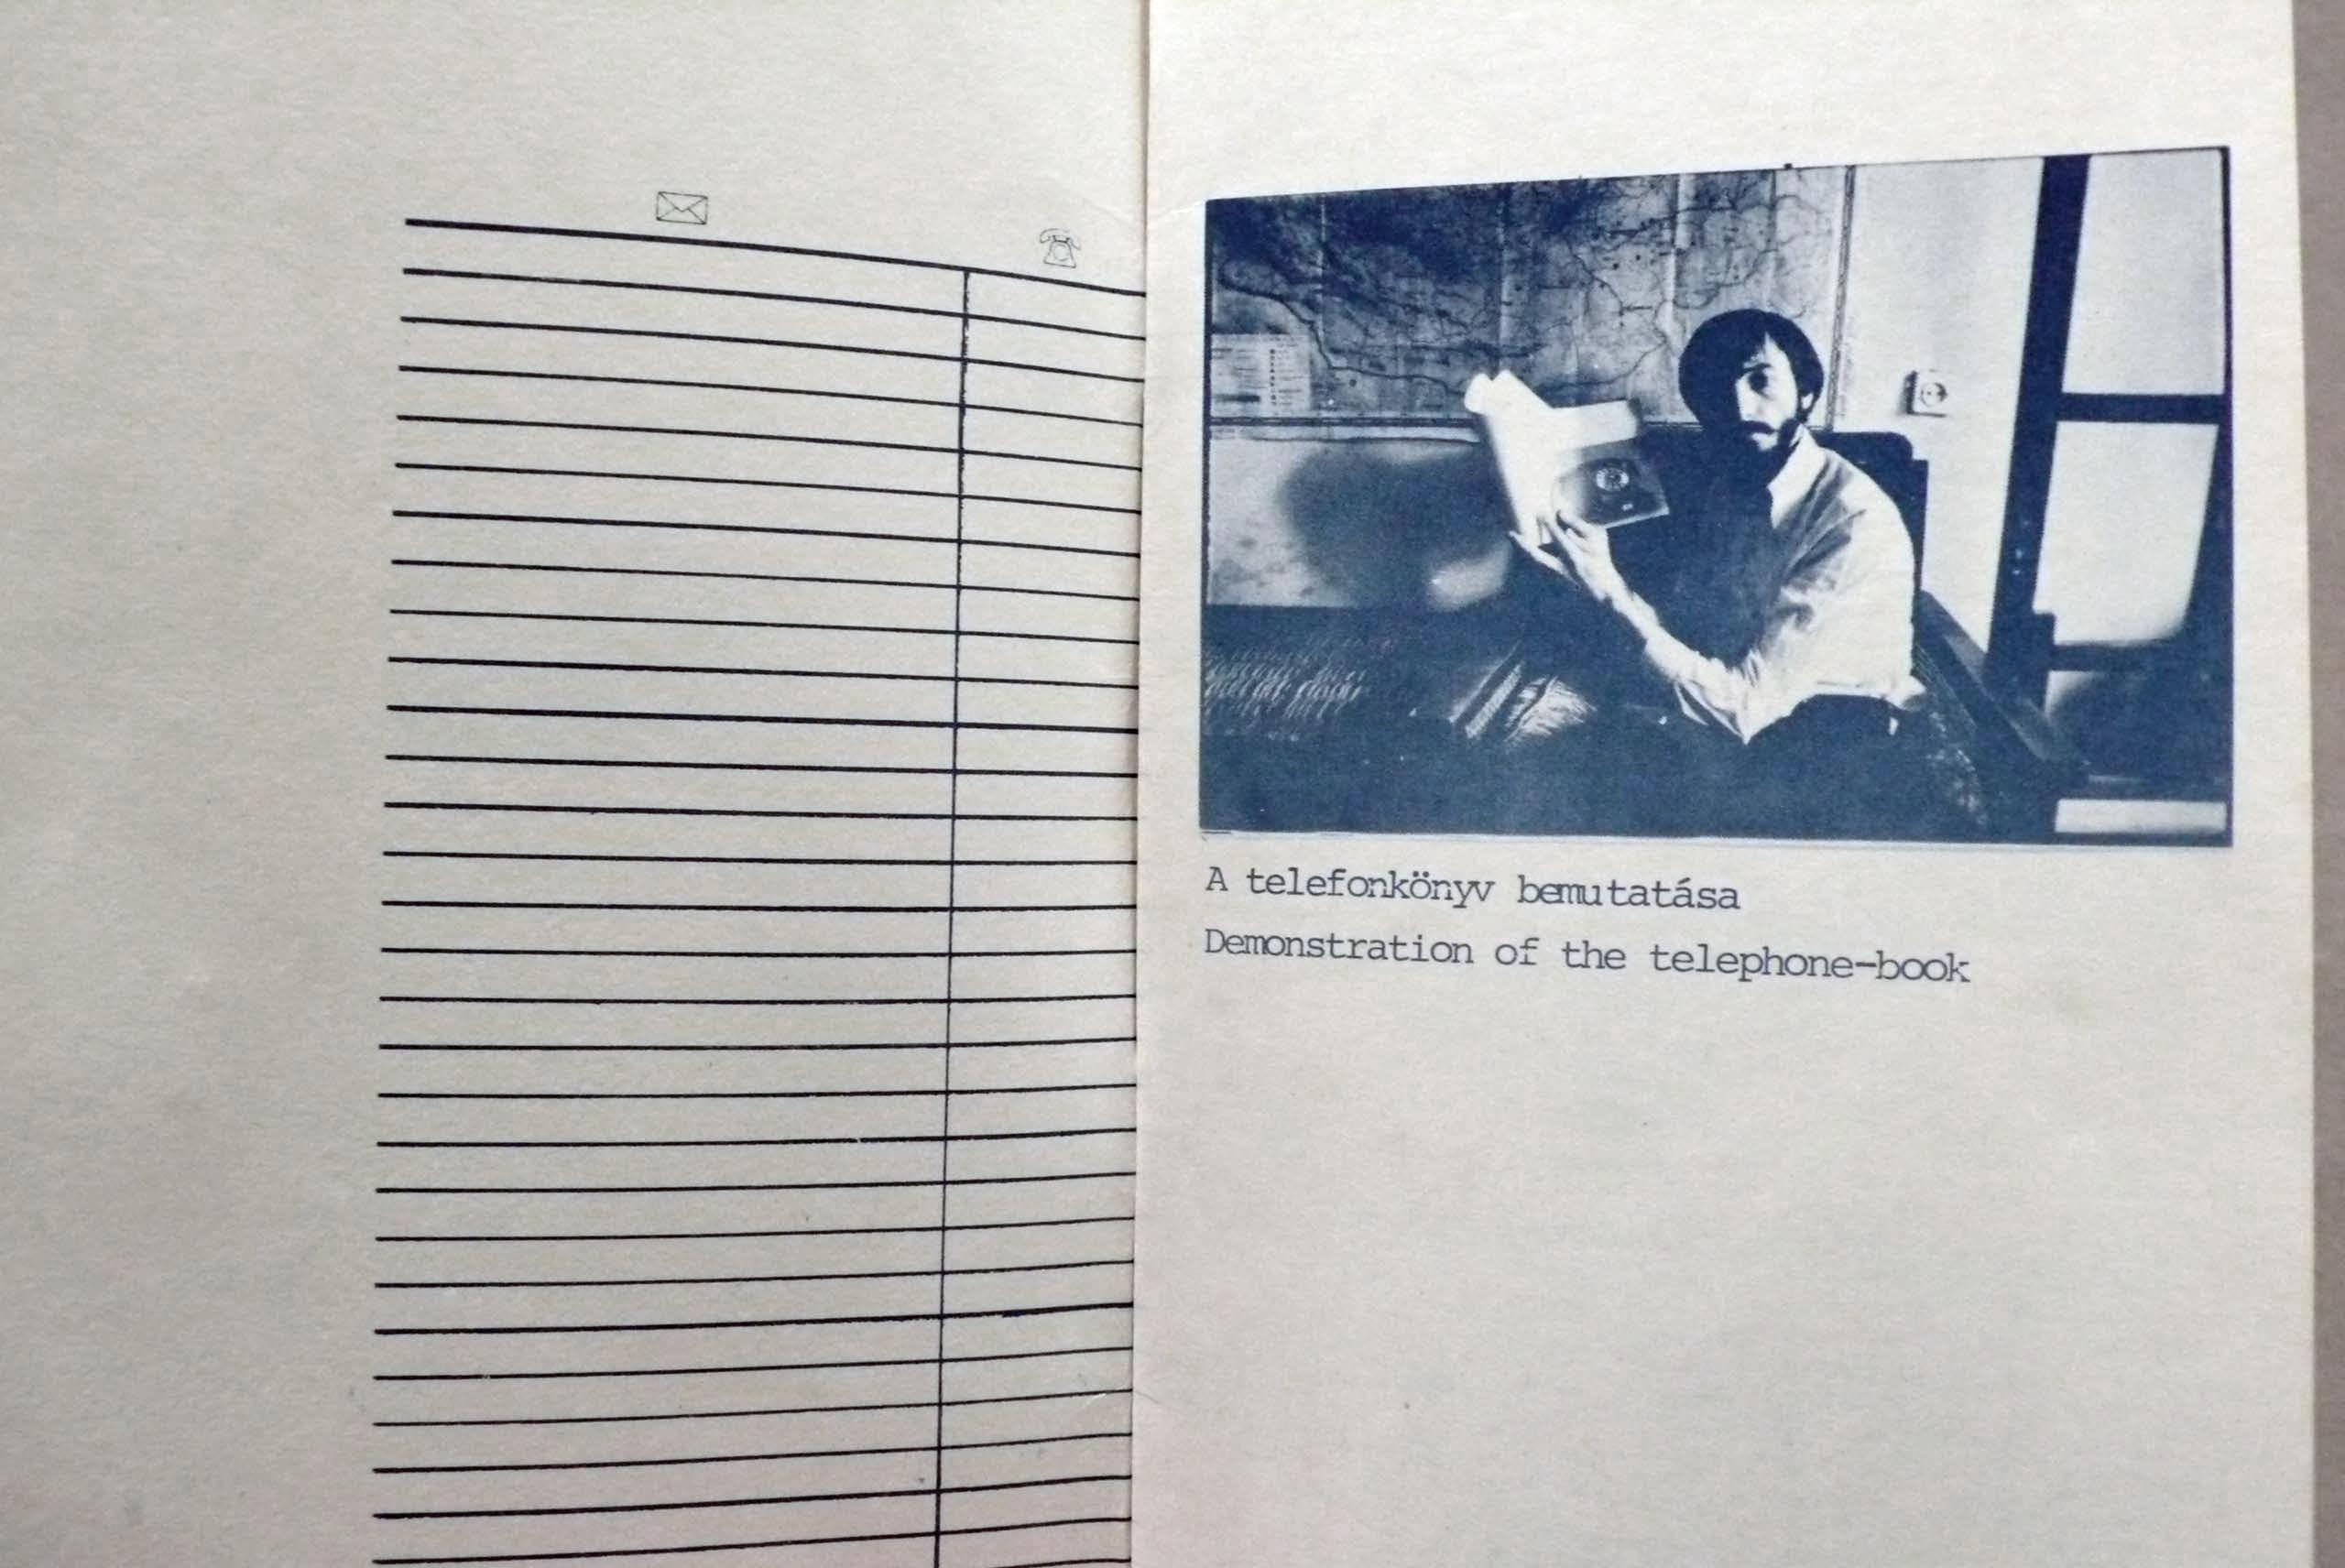 A telefonkönyv bemutatása
Demonstration of the telephone-book